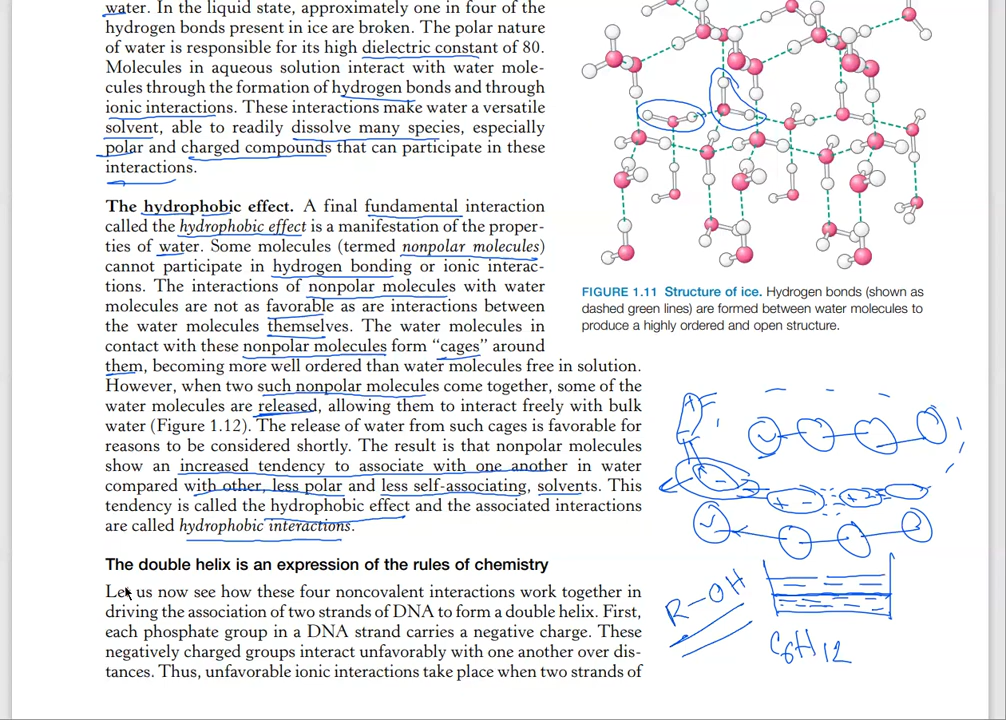 water. In the liquid state, approximately one in four of the
hydrogen bonds present in ice are broken. The polar nature
of water is responsible for its high dielectric constant of 80.
Molecules in aqueous solution interact with water mole-
cules through the formation of hydrogen bonds and through
ionic interactions. These interactions make water a versatile
solvent, able to readily dissolve many species, especially
polar and charged compounds that can participate in these
interactions.
The hydrophobic effect. A final fundamental interaction
called the hydrophobic effect is a manifestation of the proper-
ties of water. Some molecules (termed nonpolar molecules)
cannot participate in hydrogen bonding or ionic interac-
tions. The interactions of nonpolar molecules with water
molecules are not as favorable as are interactions between
the water molecules themselves. The water molecules in
contact with these nonpolar molecules form “cages” around
them, becoming more well ordered than water molecules free in solution.
However, when two such nonpolar molecules come together, some of the
water molecules are released, allowing them to interact freely with bulk
water (Figure 1.12). The release of water from such cages is favorable for
reasons to be considered shortly. The result is that nonpolar molecules
show an increased tendency to associate with one another in water
compared with other, less polar and less self-associating, solvents. This
tendency is called the hydrophobic effect and the associated interactions
are called hydrophobic interactions.
FIGURE 1.11 Structure of ice. Hydrogen bonds (shown as
dashed green lines) are formed between water molecules to
produce a highly ordered and open structure.
The double helix is an expression of the rules of chemistry
Let us now see how these four noncovalent interactions work together in
driving the association of two strands of DNA to form a double helix. First,
each phosphate group in a DNA strand carries a negative charge. These
negatively charged groups interact unfavorably with one another over dis-
tances. Thus, unfavorable ionic interactions take place when two strands of
R-OH
C6H12